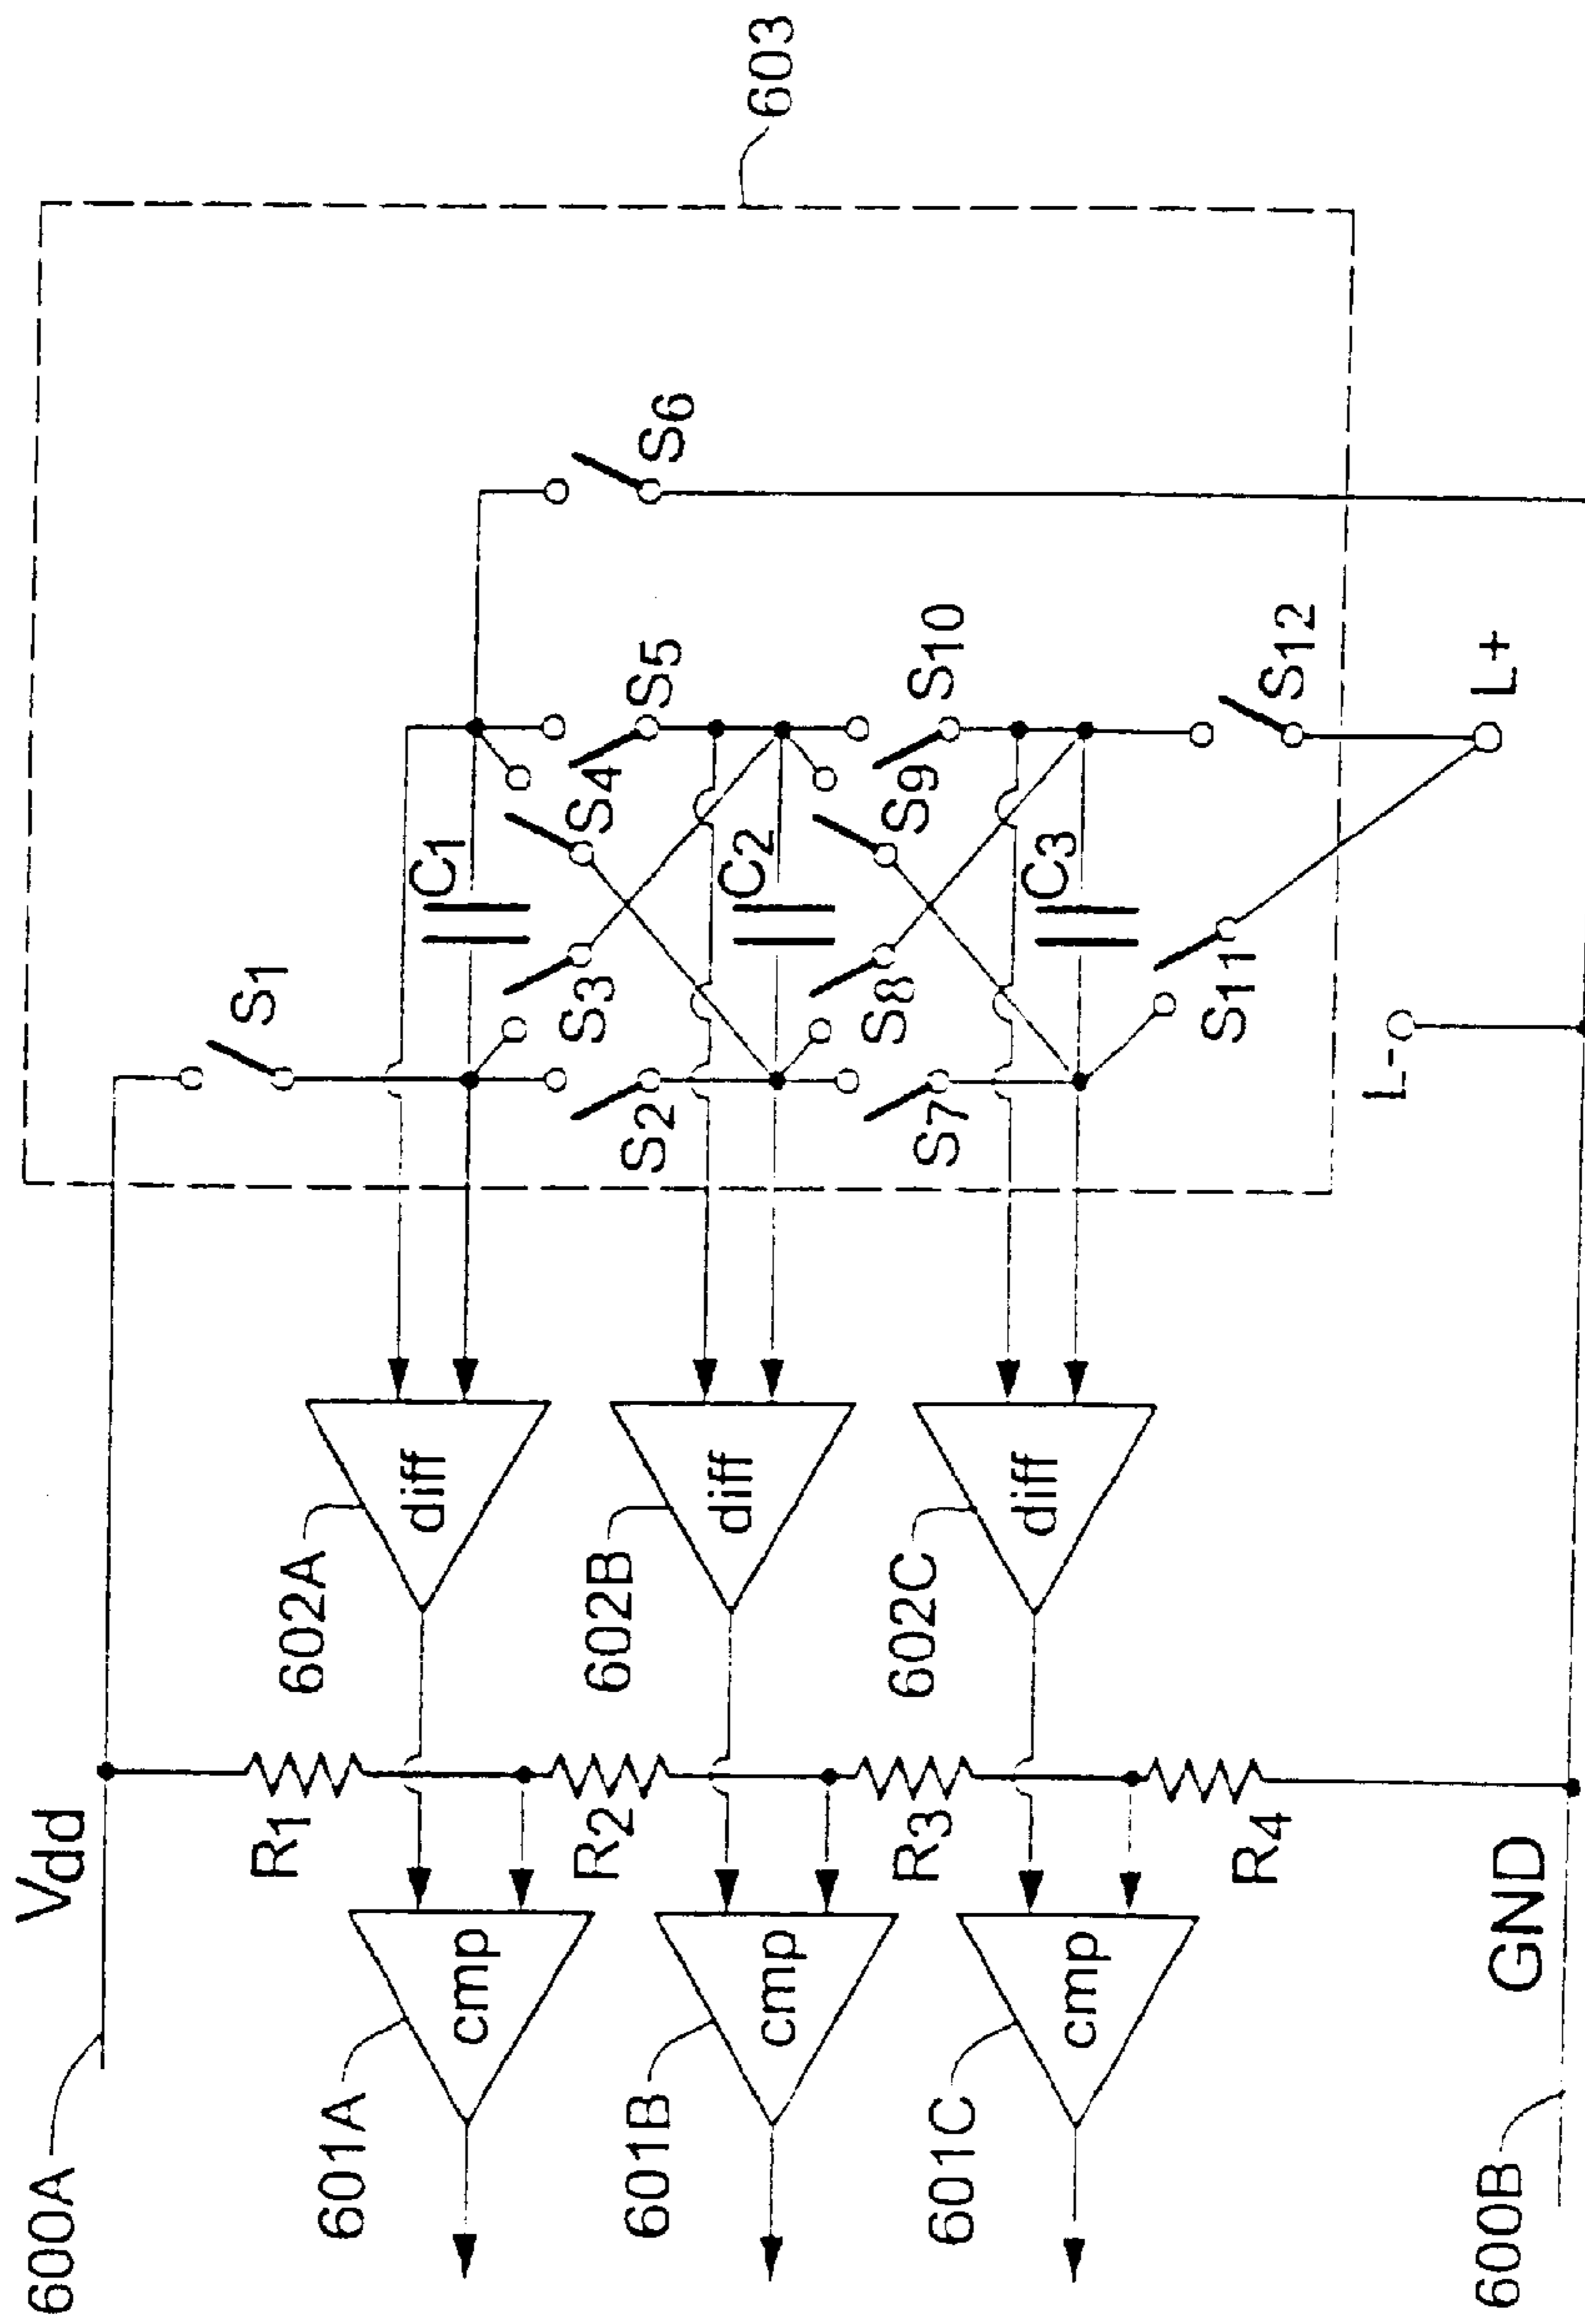 600A
Vdd
603
S1
C1
S6
S3
S4
S5
S2
C2
S8
S9
S10
S7
C3
S11
S12
L-
L+
602A
diff
602B
diff
602C
diff
R1
R2
R3
R4
601A
cmp
601B
cmp
601C
cmp
600B
GND